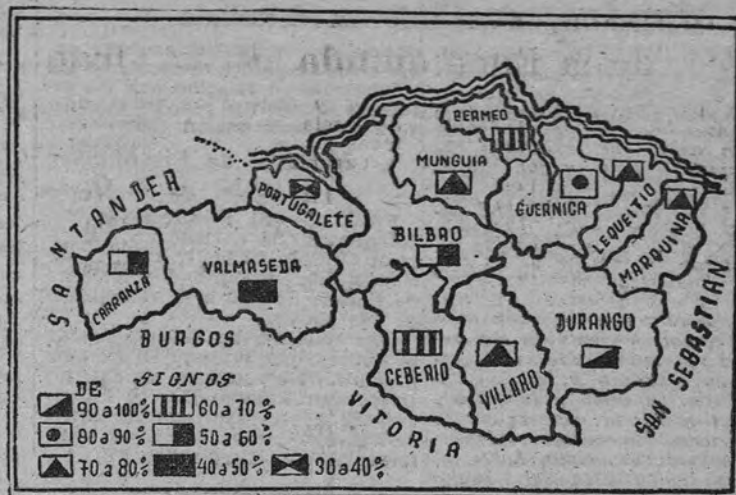 BERMEO
MUNGUIA
PORTUGALETE
GUERNICA
LEQUEITIO
MARQUINA
SANTANDER
BILBAO
VALMASEDA
CARRANZA
BURGOS
DURANGO
SAN SEBASTIAN
CEBERIO
VILLARO
VITORIA
SIGNOS
DE
90 a 100% 60 a 70%
80 a 90% 50 a 60%
70 a 80% 40 a 50% 30 a 40%